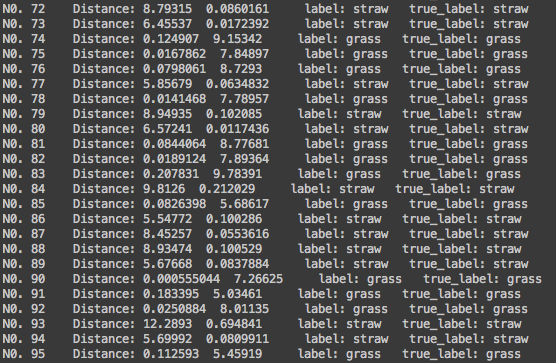 N0. 72 Distance: 8.79315 0.0860161 label: straw true_label: straw
N0. 73 Distance: 6.45537 0.0172392 label: straw true_label: straw
N0. 74 Distance: 0.124907 9.15342 label: grass true_label: grass
N0. 75 Distance: 0.0167862 7.84897 label: grass true_label: grass
N0. 76 Distance: 0.0798061 8.7293 label: grass true_label: grass
N0. 77 Distance: 5.85679 0.0634832 label: straw true_label: straw
N0. 78 Distance: 0.0141468 7.78957 label: grass true_label: grass
N0. 79 Distance: 8.94935 0.102085 label: straw true_label: straw
N0. 80 Distance: 6.57241 0.0117436 label: straw true_label: straw
N0. 81 Distance: 0.0844064 8.77681 label: grass true_label: grass
N0. 82 Distance: 0.0189124 7.89364 label: grass true_label: grass
N0. 83 Distance: 0.207831 9.78391 label: grass true_label: grass
N0. 84 Distance: 9.8126 0.212029 label: straw true_label: straw
N0. 85 Distance: 0.0826398 5.68617 label: grass true_label: grass
N0. 86 Distance: 5.54772 0.100286 label: straw true_label: straw
N0. 87 Distance: 8.45257 0.0553616 label: straw true_label: straw
N0. 88 Distance: 8.93474 0.100529 label: straw true_label: straw
N0. 89 Distance: 5.67668 0.0837884 label: straw true_label: straw
N0. 90 Distance: 0.000555044 7.26625 label: grass true_label: grass
N0. 91 Distance: 0.183395 5.03461 label: grass true_label: grass
N0. 92 Distance: 0.0250884 8.01135 label: grass true_label: grass
N0. 93 Distance: 12.2893 0.694841 label: straw true_label: straw
N0. 94 Distance: 5.69992 0.0809911 label: straw true_label: straw
N0. 95 Distance: 0.112593 5.45919 label: grass true_label: grass